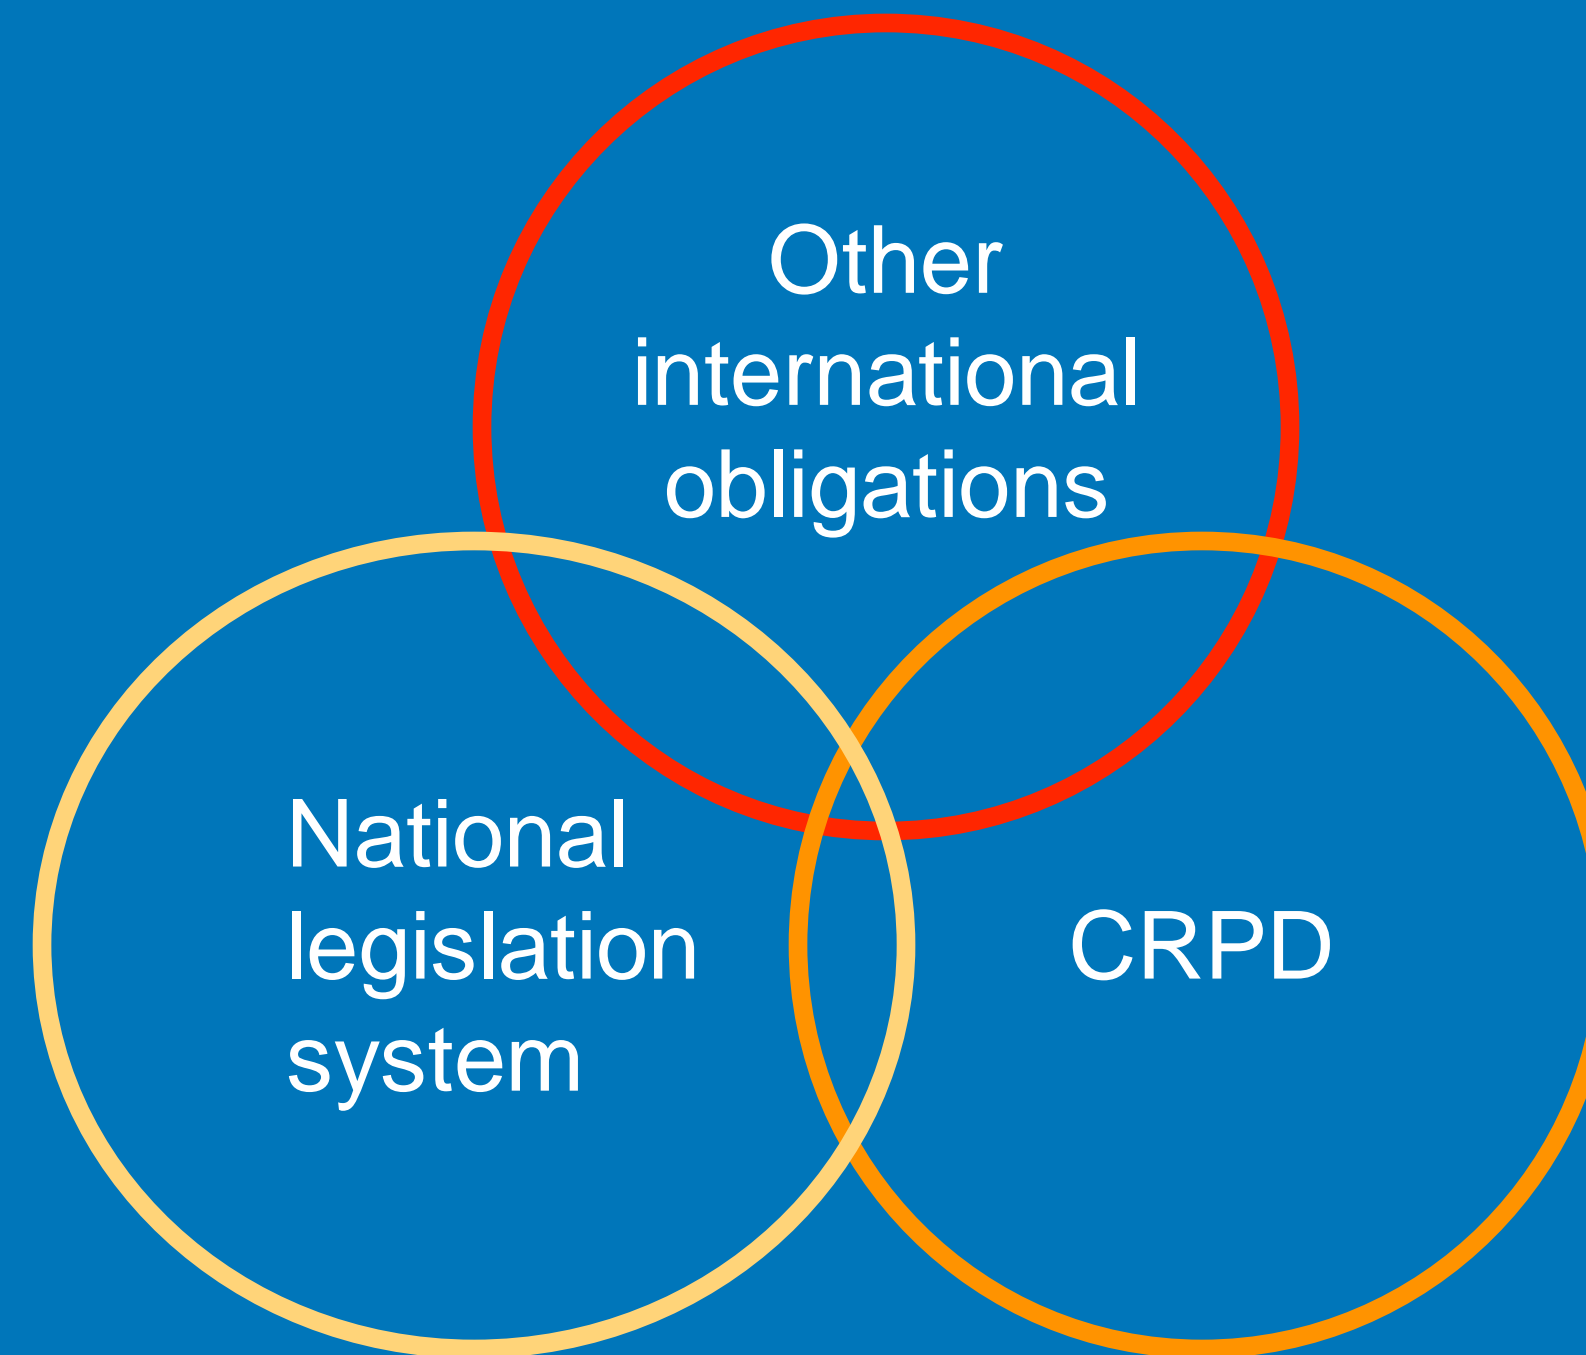 Other
international
obligations
National
legislation
system
CRPD